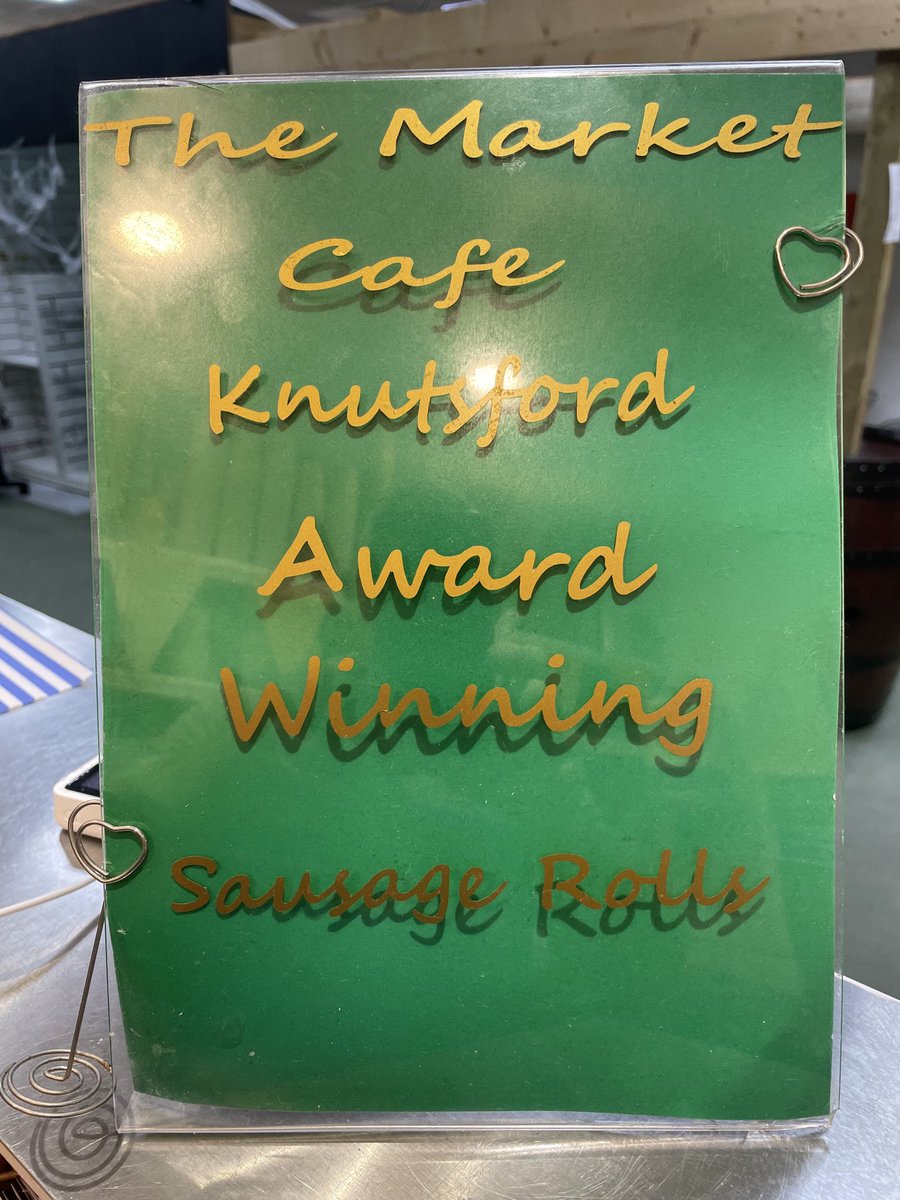 The Market
Cafe
Knutsford
Award
Winning
Sausage Rolls